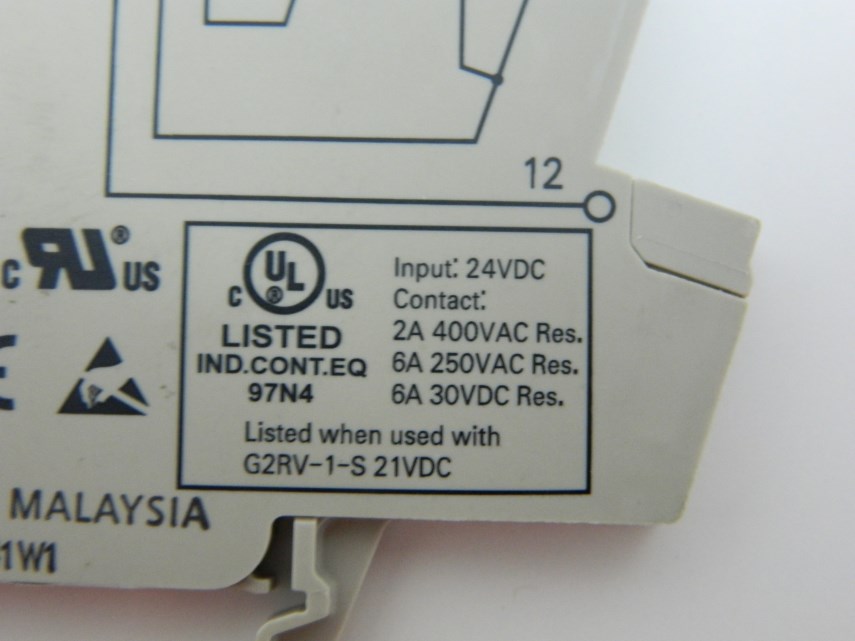 12
c RU ® US
UL
C ® US
LISTED
IND.CONT.EQ
97N4
Input: 24VDC
Contact:
2A 400VAC Res.
6A 250VAC Res.
6A 30VDC Res.
Listed when used with
G2RV-1-S 21VDC
MALAYSIA
1W1